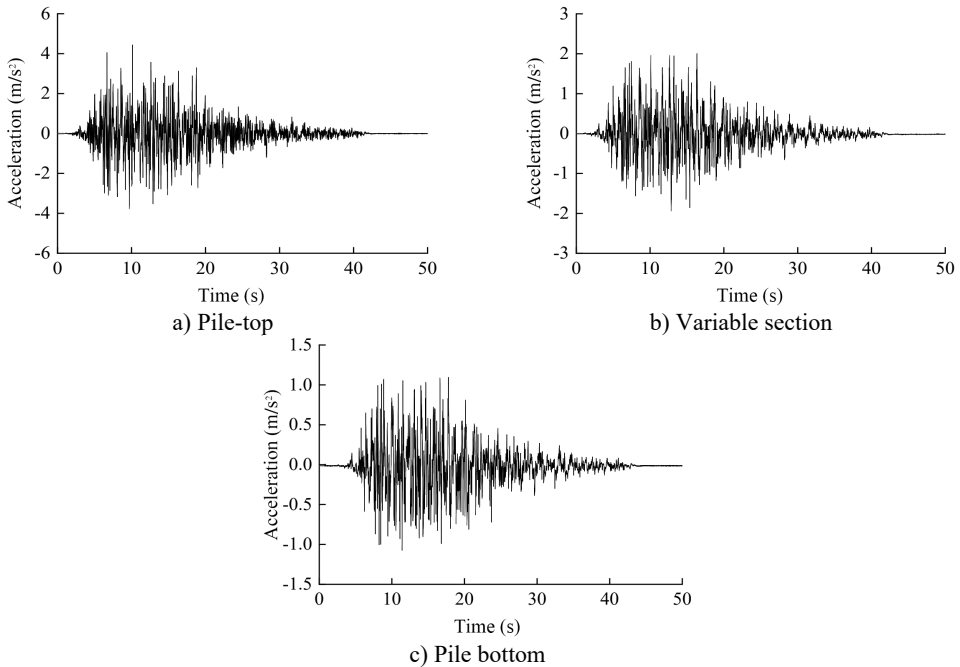 6
4
2
0
-2
-4
-6
Acceleration (m/s²)
0 10 20 30 40 50
Time (s)
a) Pile-top
3
2
1
0
-1
-2
-3
Acceleration (m/s²)
0 10 20 30 40 50
Time (s)
b) Variable section
1.5
1.0
0.5
0.0
-0.5
-1.0
-1.5
Acceleration (m/s²)
0 10 20 30 40 50
Time (s)
c) Pile bottom